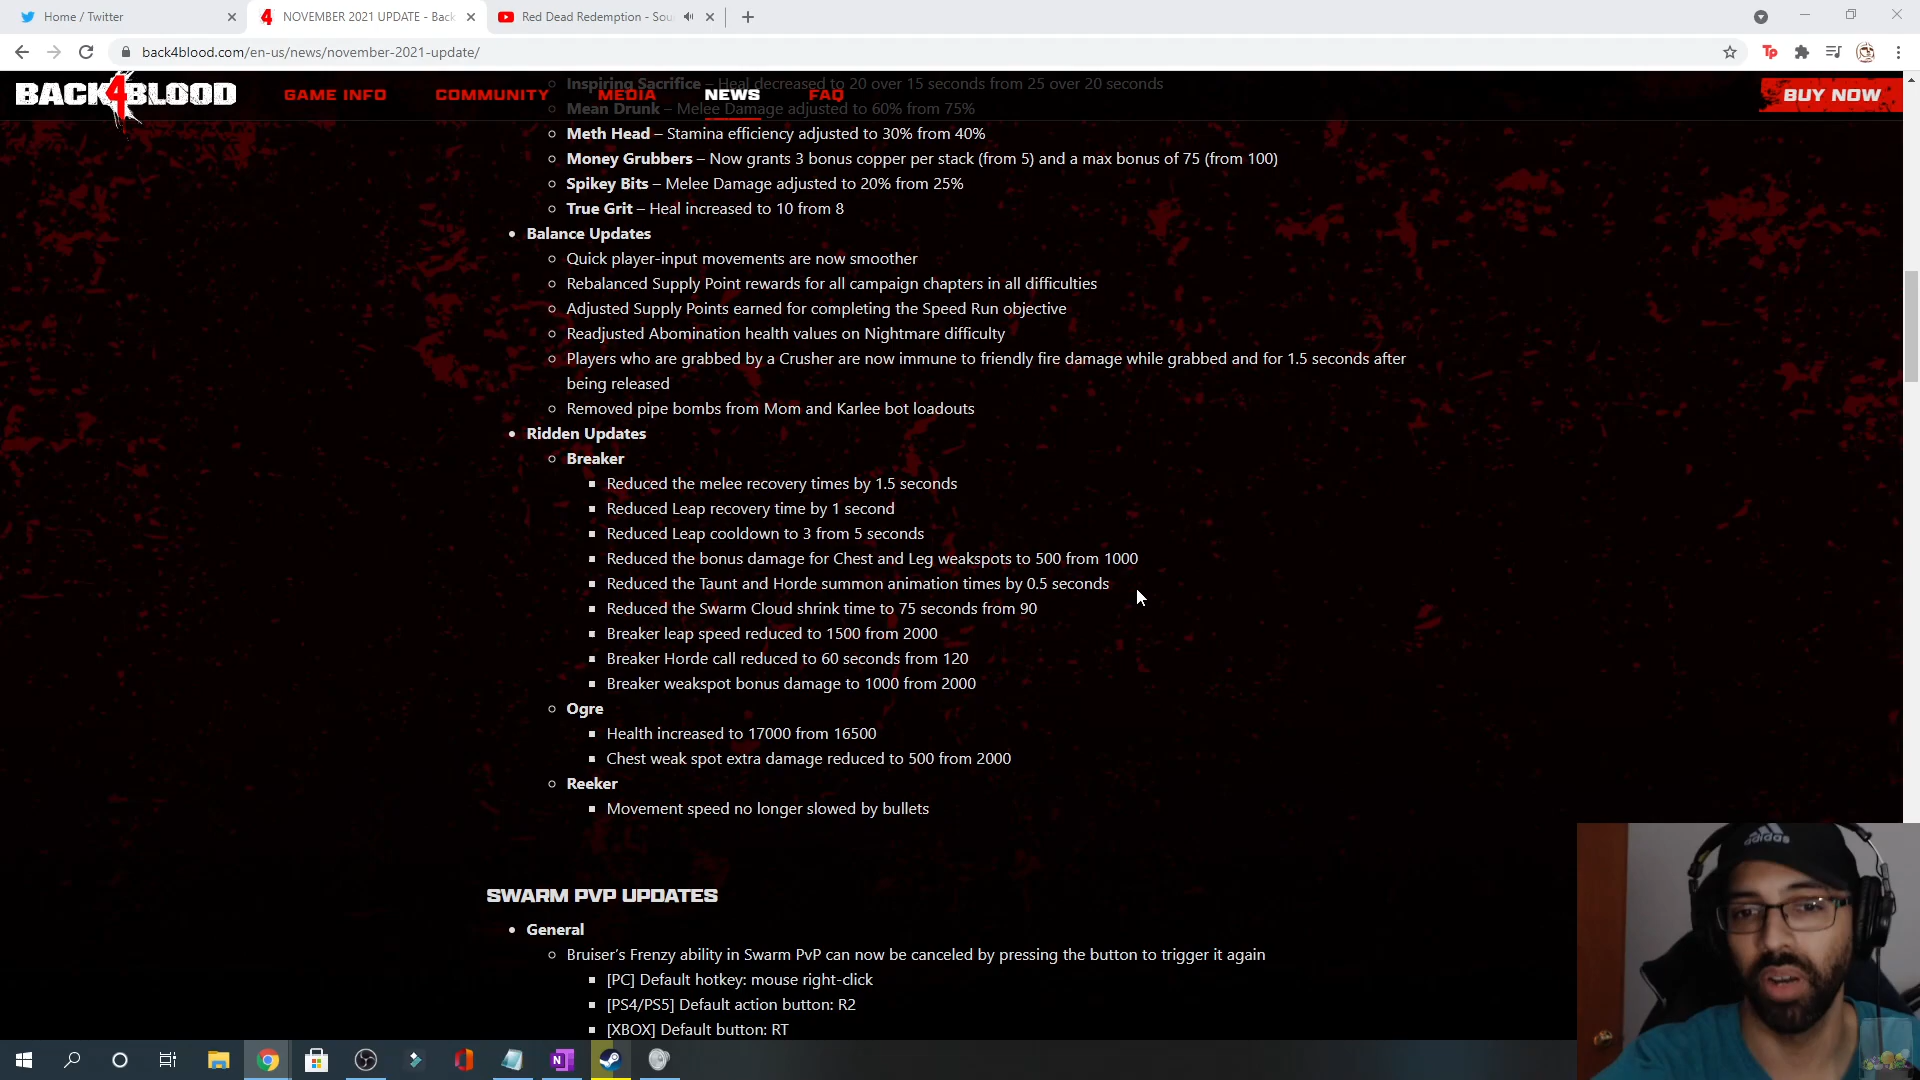 Home / Twitter
NOVEMBER 2021 UPDATE - Back
Red Dead Redemption - Sou
back4blood.com/en-us/news/november-2021-update/
BACK4BLOOD
GAME INFO
COMMUNITY
MEDIA
NEWS
FAQ
BUY NOW
Inspiring Sacrifice – Heal decreased to 20 over 15 seconds from 25 over 20 seconds
Mean Drunk – Melee Damage adjusted to 60% from 75%
Meth Head – Stamina efficiency adjusted to 30% from 40%
Money Grubbers – Now grants 3 bonus copper per stack (from 5) and a max bonus of 75 (from 100)
Spikey Bits – Melee Damage adjusted to 20% from 25%
True Grit – Heal increased to 10 from 8
Balance Updates
Quick player-input movements are now smoother
Rebalanced Supply Point rewards for all campaign chapters in all difficulties
Adjusted Supply Points earned for completing the Speed Run objective
Readjusted Abomination health values on Nightmare difficulty
Players who are grabbed by a Crusher are now immune to friendly fire damage while grabbed and for 1.5 seconds after
being released
Removed pipe bombs from Mom and Karlee bot loadouts
Ridden Updates
Breaker
Reduced the melee recovery times by 1.5 seconds
Reduced Leap recovery time by 1 second
Reduced Leap cooldown to 3 from 5 seconds
Reduced the bonus damage for Chest and Leg weakspots to 500 from 1000
Reduced the Taunt and Horde summon animation times by 0.5 seconds
Reduced the Swarm Cloud shrink time to 75 seconds from 90
Breaker leap speed reduced to 1500 from 2000
Breaker Horde call reduced to 60 seconds from 120
Breaker weakspot bonus damage to 1000 from 2000
Ogre
Health increased to 17000 from 16500
Chest weak spot extra damage reduced to 500 from 2000
Reeker
Movement speed no longer slowed by bullets
SWARM PVP UPDATES
General
Bruiser's Frenzy ability in Swarm PvP can now be canceled by pressing the button to trigger it again
[PC] Default hotkey: mouse right-click
[PS4/PS5] Default action button: R2
[XBOX] Default button: RT
adidas